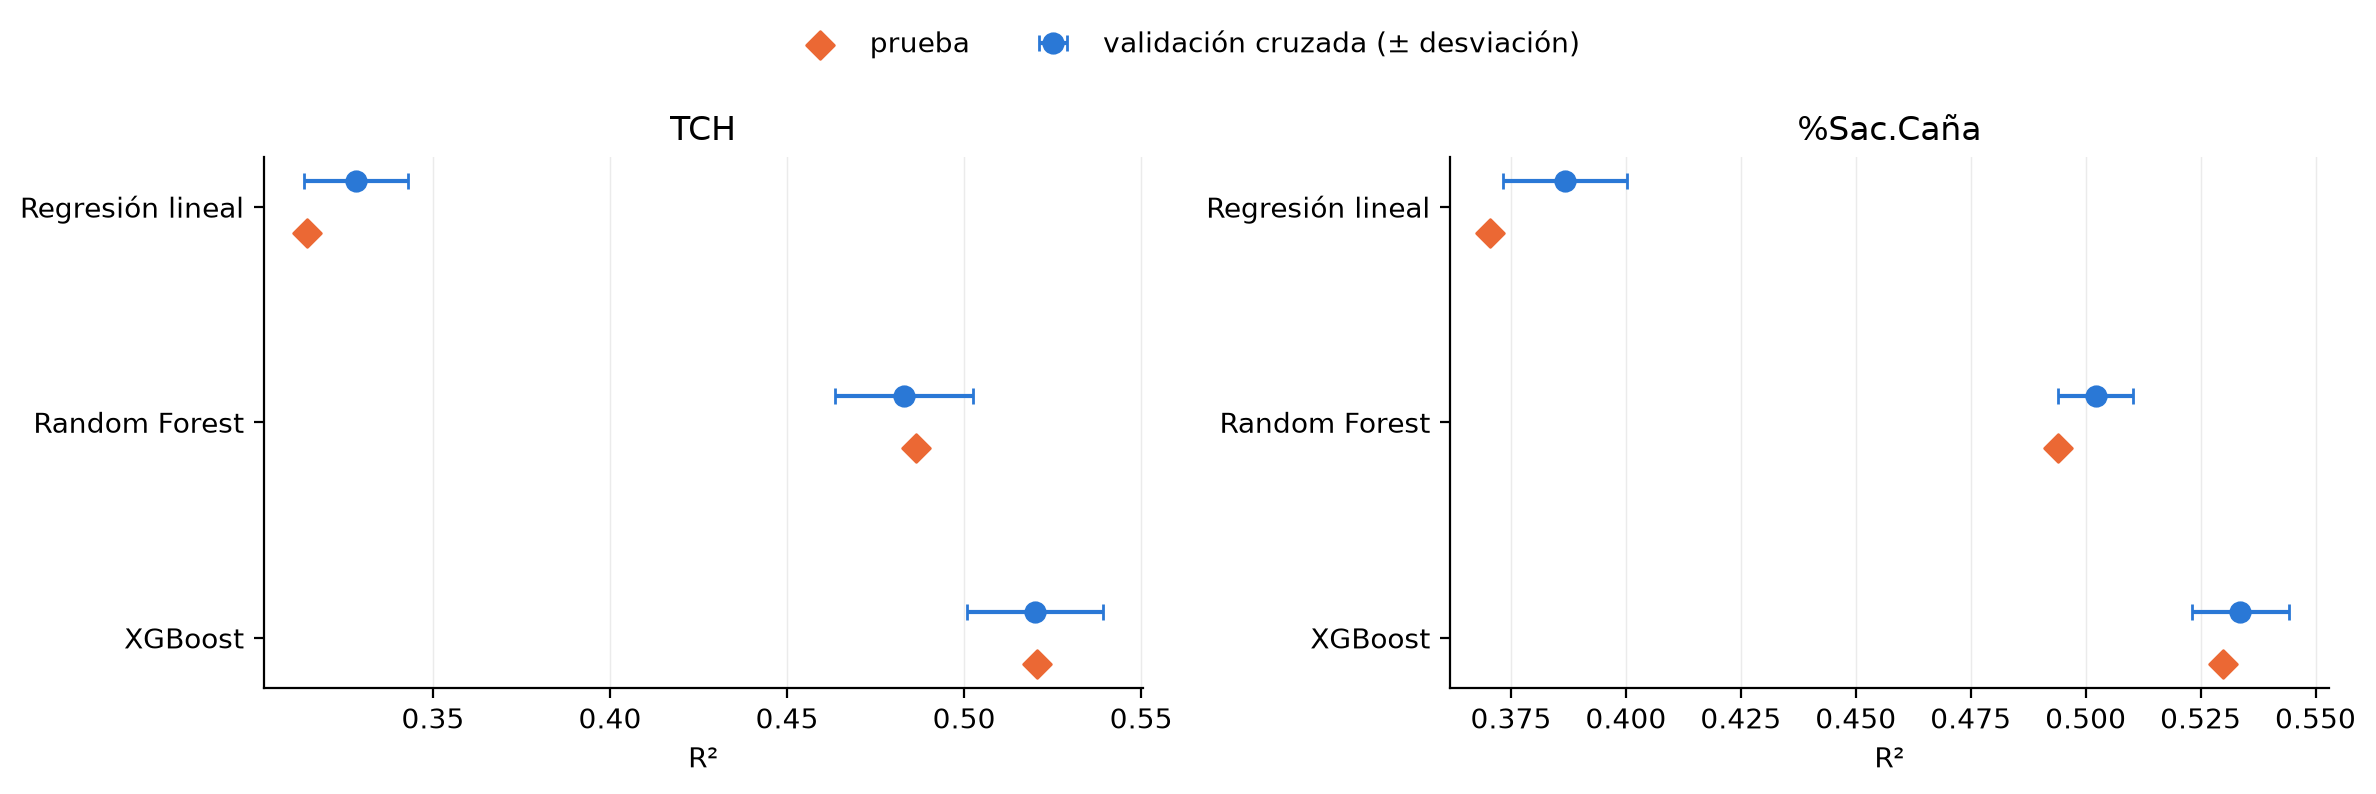 prueba validación cruzada (± desviación)
TCH
Regresión lineal
Random Forest
XGBoost
0.35 0.40 0.45 0.50 0.55
R²
%Sac.Caña
Regresión lineal
Random Forest
XGBoost
0.375 0.400 0.425 0.450 0.475 0.500 0.525 0.550
R²